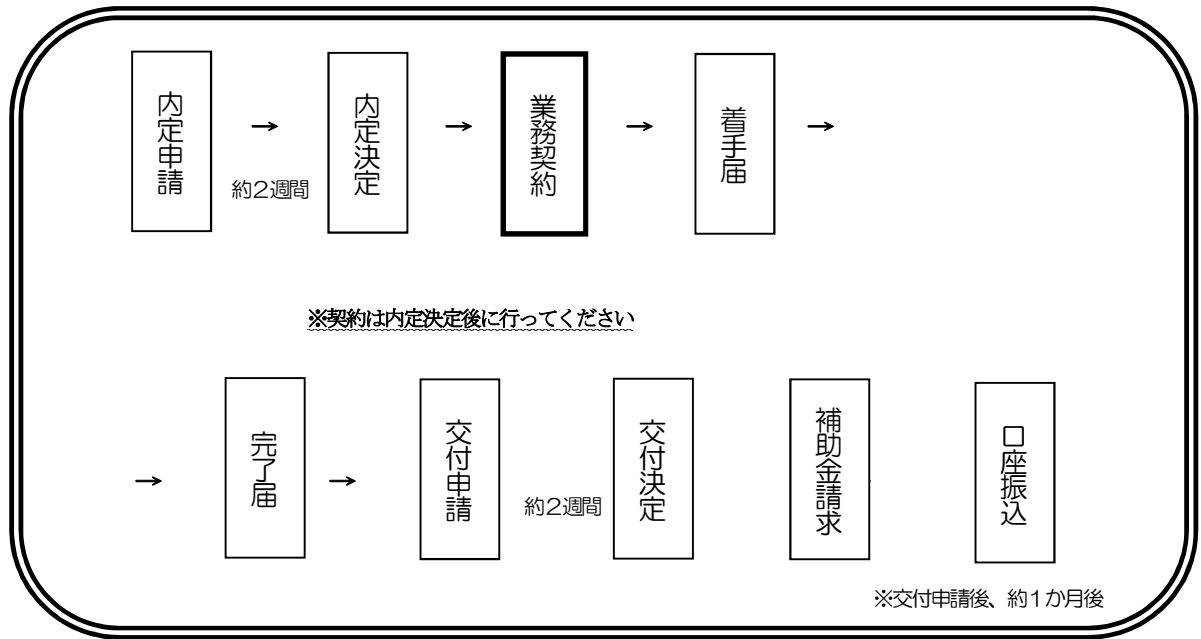 内定申請
→
約2週間
内定決定
→
業務契約
→
着手届
→
※契約は内定決定後に行ってください
→
完了届
→
交付申請
約2週間
交付決定
補助金請求
口座振込
※交付申請後、約1か月後